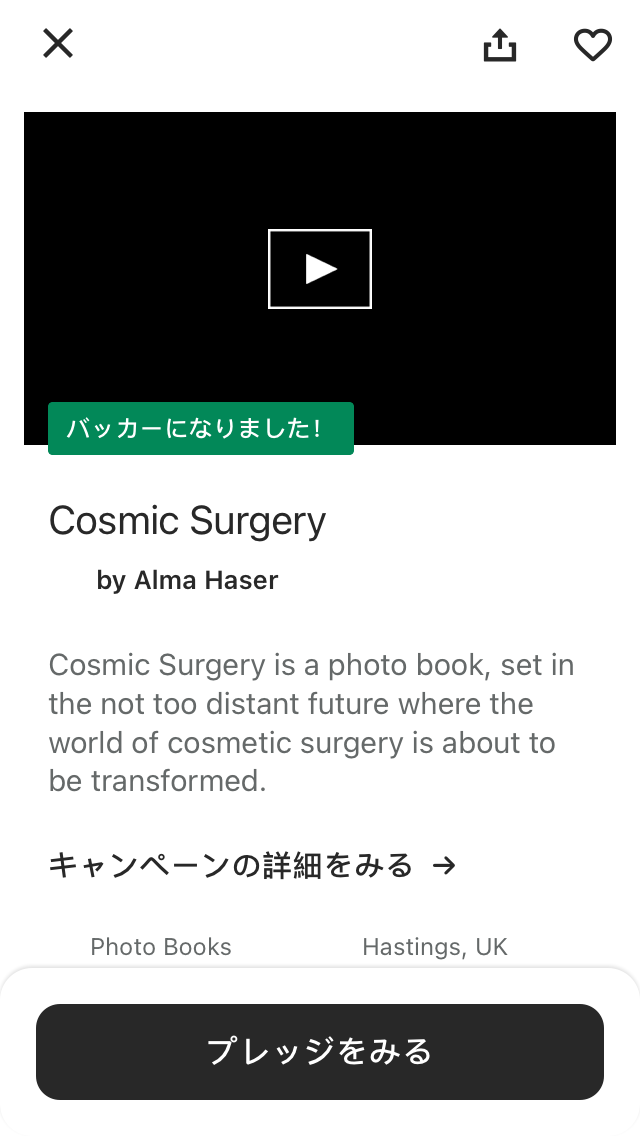 バッカーになりました!
Cosmic Surgery
by Alma Haser
Cosmic Surgery is a photo book, set in
the not too distant future where the
world of cosmetic surgery is about to
be transformed.
キャンペーンの詳細をみる →
Photo Books
Hastings, UK
プレッジをみる